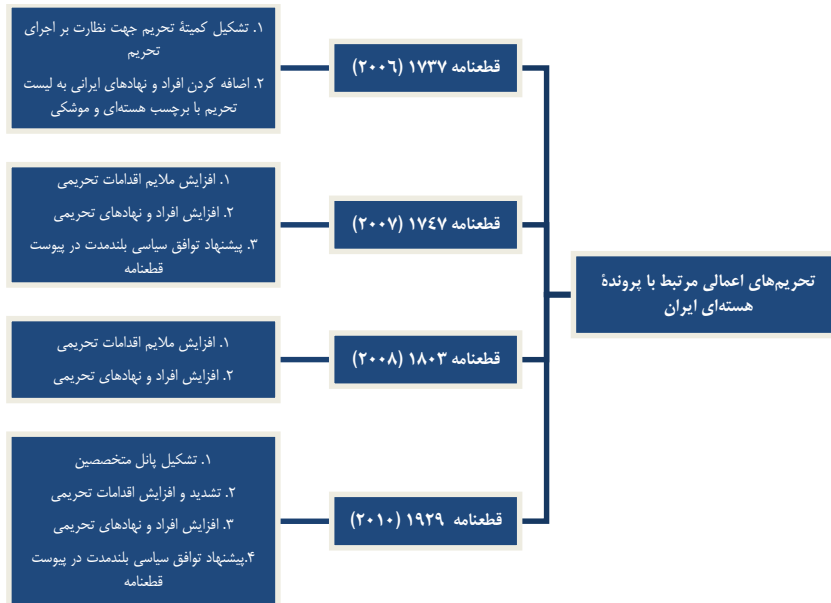 تحریم‌های اعمالی مرتبط با پروندهٔ
هسته‌ای ایران
قطعنامه ۱۷۳۷ (۲۰۰۶)
۱. تشکیل کمیتهٔ تحریم جهت نظارت بر اجرای
تحریم
۲. اضافه کردن افراد و نهادهای ایرانی به لیست
تحریم با برچسب هسته‌ای و موشکی
قطعنامه ۱۷۴۷ (۲۰۰۷)
۱. افزایش ملایم اقدامات تحریمی
۲. افزایش افراد و نهادهای تحریمی
۳. پیشنهاد توافق سیاسی بلندمدت در پیوست
قطعنامه
قطعنامه ۱۸۰۳ (۲۰۰۸)
۱. افزایش ملایم اقدامات تحریمی
۲. افزایش افراد و نهادهای تحریمی
قطعنامه ۱۹۲۹ (۲۰۱۰)
۱. تشکیل پانل متخصصین
۲. تشدید و افزایش اقدامات تحریمی
۳. افزایش افراد و نهادهای تحریمی
۴.پیشنهاد توافق سیاسی بلندمدت در پیوست
قطعنامه